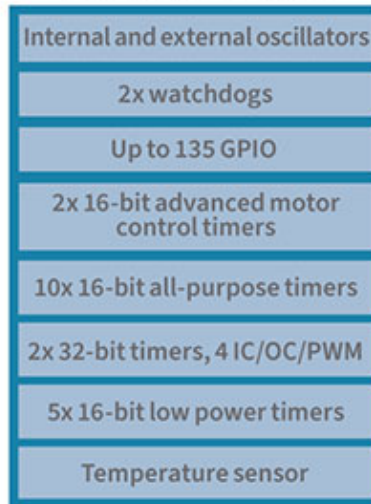 Internal and external oscillators
2x watchdogs
Up to 135 GPIO
2x 16-bit advanced motor
control timers
10x 16-bit all-purpose timers
2x 32-bit timers, 4 IC/OC/PWM
5x 16-bit low power timers
Temperature sensor